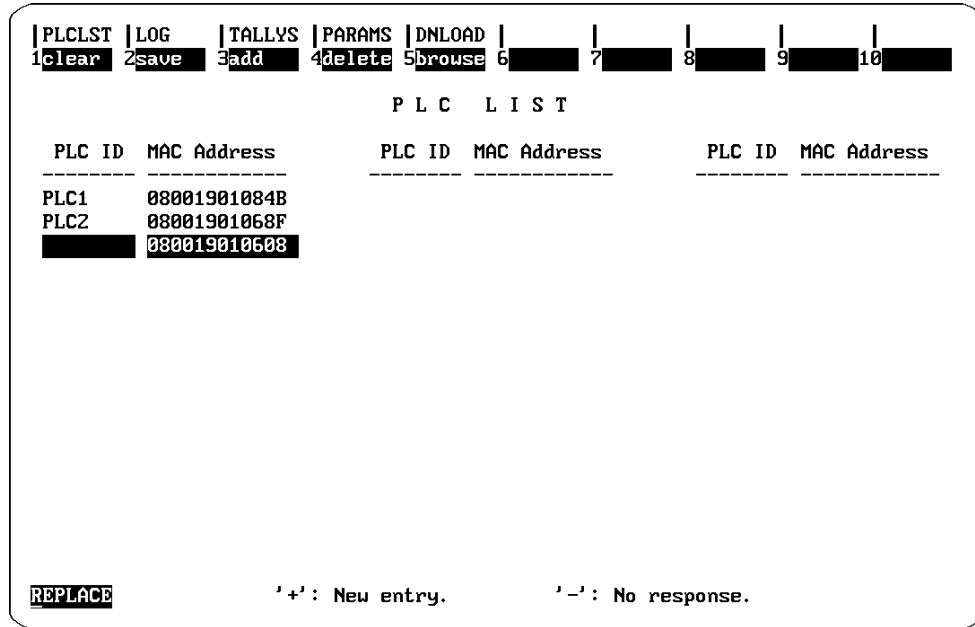 |PLCLST |LOG |TALLYS |PARAMS |DNLOAD | | | | |
1clear 2save 3add 4delete 5browse 6 7 8 9 10
P L C L I S T
PLC ID MAC Address PLC ID MAC Address PLC ID MAC Address
-------- ------------ -------- ------------ -------- ------------
PLC1 08001901084B
PLC2 08001901068F
080019010608
REPLACE '+': New entry. '-': No response.